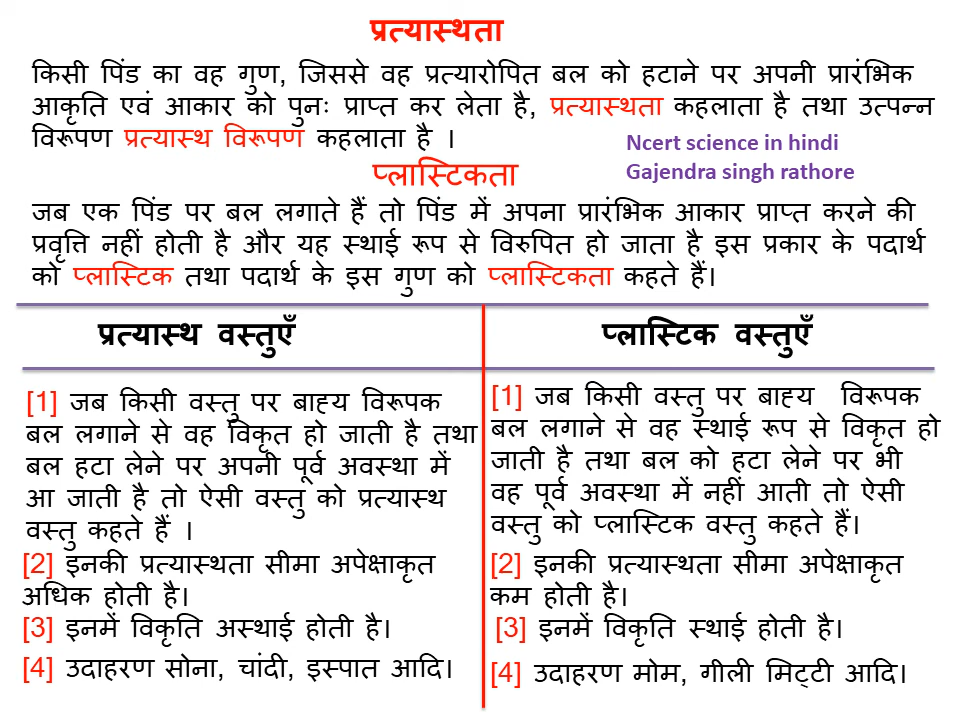 प्रत्यास्थता
किसी पिंड का वह गुण, जिससे वह प्रत्यारोपित बल को हटाने पर अपनी प्रारंभिक
आकृति एवं आकार को पुनः प्राप्त कर लेता है, प्रत्यास्थता कहलाता है तथा उत्पन्न
विरूपण प्रत्यास्थ विरूपण कहलाता है ।
Ncert science in hindi
Gajendra singh rathore
प्लास्टिकता
जब एक पिंड पर बल लगाते हैं तो पिंड में अपना प्रारंभिक आकार प्राप्त करने की
प्रवृत्ति नहीं होती है और यह स्थाई रूप से विरुपित हो जाता है इस प्रकार के पदार्थ
को प्लास्टिक तथा पदार्थ के इस गुण को प्लास्टिकता कहते हैं।
प्रत्यास्थ वस्तुएँ
[1] जब किसी वस्तु पर बाह्य विरूपक
बल लगाने से वह विकृत हो जाती है तथा
बल हटा लेने पर अपनी पूर्व अवस्था में
आ जाती है तो ऐसी वस्तु को प्रत्यास्थ
वस्तु कहते हैं ।
[2] इनकी प्रत्यास्थता सीमा अपेक्षाकृत
अधिक होती है।
[3] इनमें विकृति अस्थाई होती है।
[4] उदाहरण सोना, चांदी, इस्पात आदि।
प्लास्टिक वस्तुएँ
[1] जब किसी वस्तु पर बाह्य विरूपक
बल लगाने से वह स्थाई रूप से विकृत हो
जाती है तथा बल को हटा लेने पर भी
वह पूर्व अवस्था में नहीं आती तो ऐसी
वस्तु को प्लास्टिक वस्तु कहते हैं।
[2] इनकी प्रत्यास्थता सीमा अपेक्षाकृत
कम होती है।
[3] इनमें विकृति स्थाई होती है।
[4] उदाहरण मोम, गीली मिट्टी आदि।